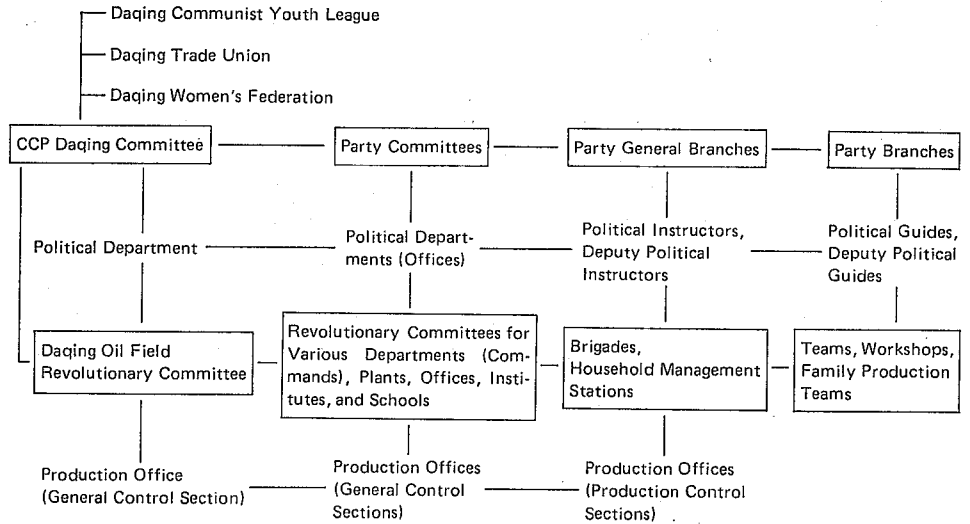 Daqing Communist Youth League
Daqing Trade Union
Daqing Women's Federation
CCP Daqing Committee
Party Committees
Party General Branches
Party Branches
Political Department
Political Depart-
ments (Offices)
Political Instructors,
Deputy Political
Instructors
Political Guides,
Deputy Political
Guides
Daqing Oil Field
Revolutionary Committee
Revolutionary Committees for
Various Departments (Com-
mands), Plants, Offices, Insti-
tutes, and Schools
Brigades,
Household Management
Stations
Teams, Workshops,
Family Production
Teams
Production Office
(General Control Section)
Production Offices
(General Control
Sections)
Production Offices
(Production Control
Sections)